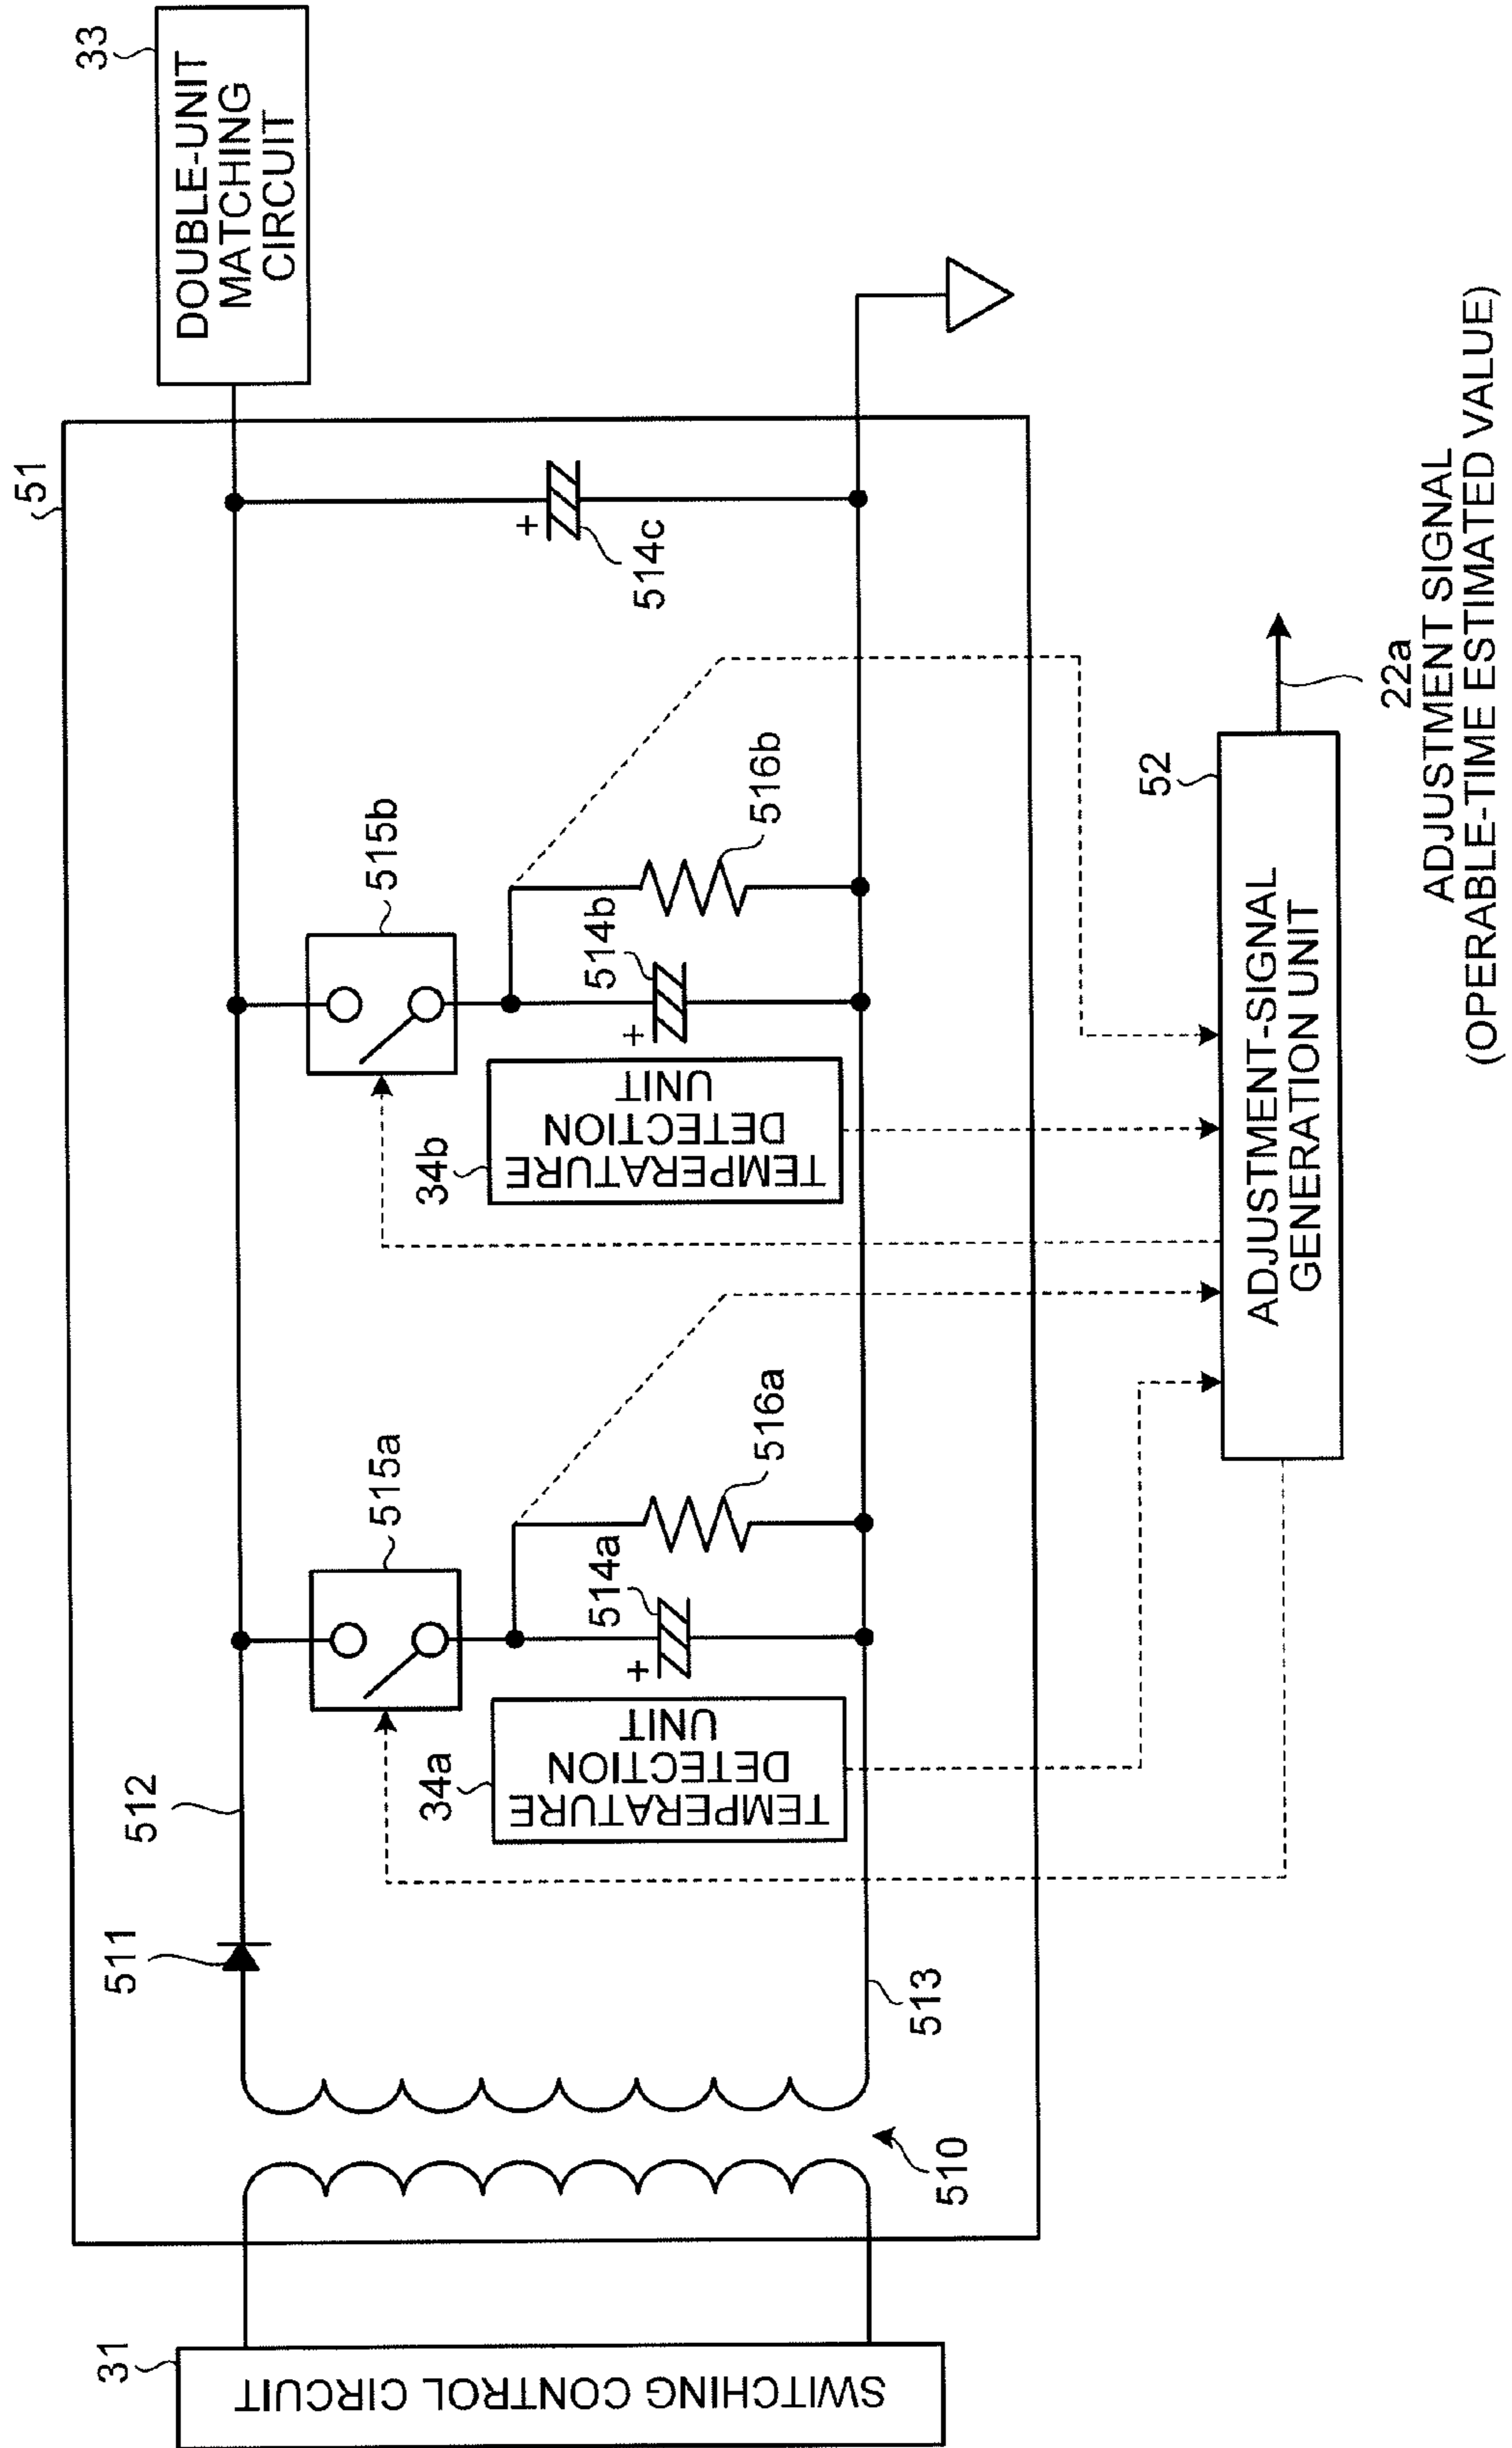 33
DOUBLE-UNIT
MATCHING
CIRCUIT
51
514c
515b
516b
514b
+
+
34b
TEMPERATURE
DETECTION
UNIT
515a
516a
514a
+
34a
TEMPERATURE
DETECTION
UNIT
512
511
513
510
31
SWITCHING CONTROL CIRCUIT
52
ADJUSTMENT-SIGNAL
GENERATION UNIT
22a
ADJUSTMENT SIGNAL
(OPERABLE-TIME ESTIMATED VALUE)